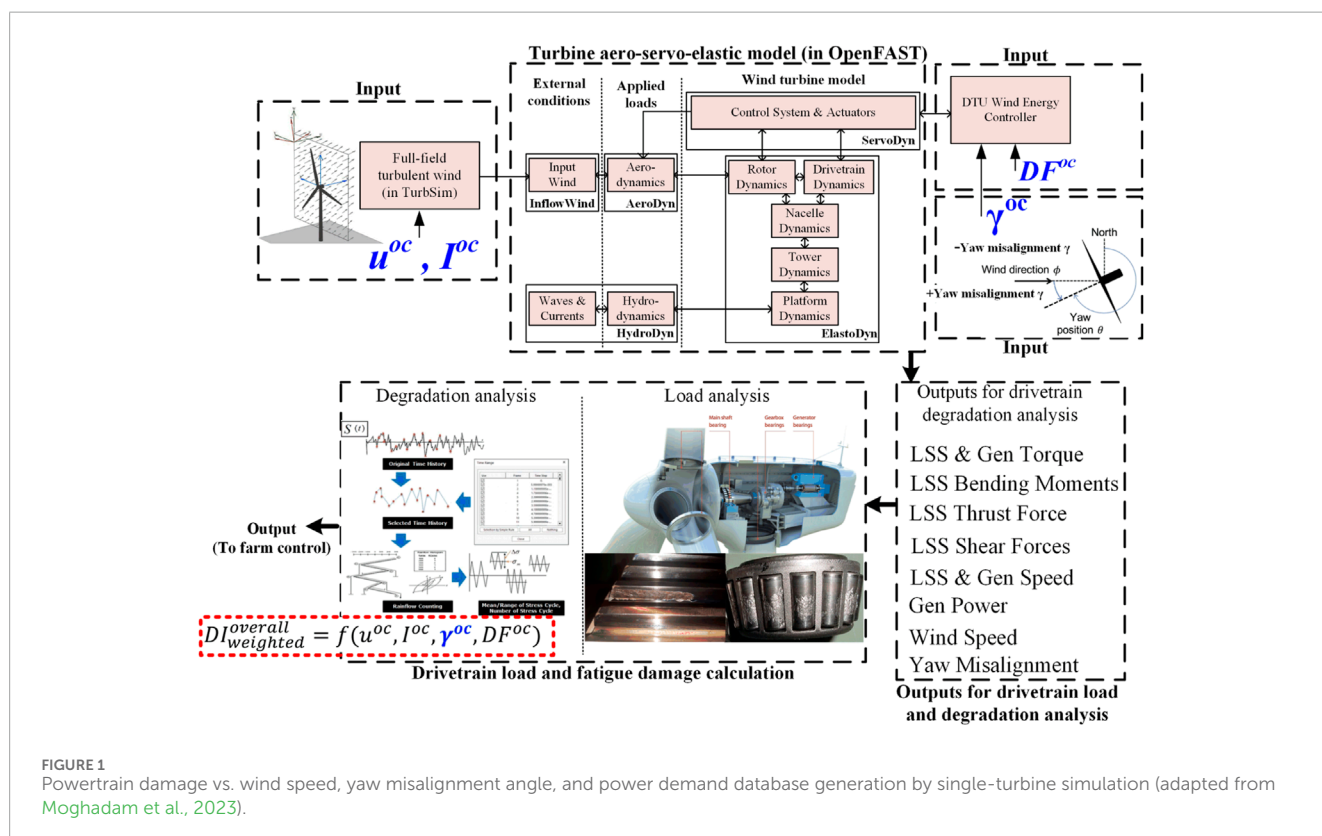 Turbine aero-servo-elastic model (in OpenFAST)
Input
Full-field
turbulent wind
(in TurbSim)
u^oc , I^oc
External
conditions
Applied
loads
Wind turbine model
Control System & Actuators
ServoDyn
Input
Wind
InflowWind
Aero-
dynamics
AeroDyn
Rotor
Dynamics
Drivetrain
Dynamics
Nacelle
Dynamics
Tower
Dynamics
Waves &
Currents
Hydro-
dynamics
HydroDyn
Platform
Dynamics
ElastoDyn
Input
DTU Wind Energy
Controller
DF^oc
γ^oc
−Yaw misalignment γ
North
Wind direction ϕ
+Yaw misalignment γ
Yaw
position θ
Input
Degradation analysis
S (t)
Original Time History
Selected Time History
Time Range
Rainflow Counting
Mean/Range of Stress Cycle,
Number of Stress Cycle
Load analysis
Main shaft
bearing
Gearbox
bearings
Generator
bearings
Output
(To farm control)
DI^overall_weighted = f(u^oc, I^oc, γ^oc, DF^oc)
Drivetrain load and fatigue damage calculation
Outputs for drivetrain
degradation analysis
LSS & Gen Torque
LSS Bending Moments
LSS Thrust Force
LSS Shear Forces
LSS & Gen Speed
Gen Power
Wind Speed
Yaw Misalignment
Outputs for drivetrain load
and degradation analysis
FIGURE 1
Powertrain damage vs. wind speed, yaw misalignment angle, and power demand database generation by single-turbine simulation (adapted from
Moghadam et al., 2023).